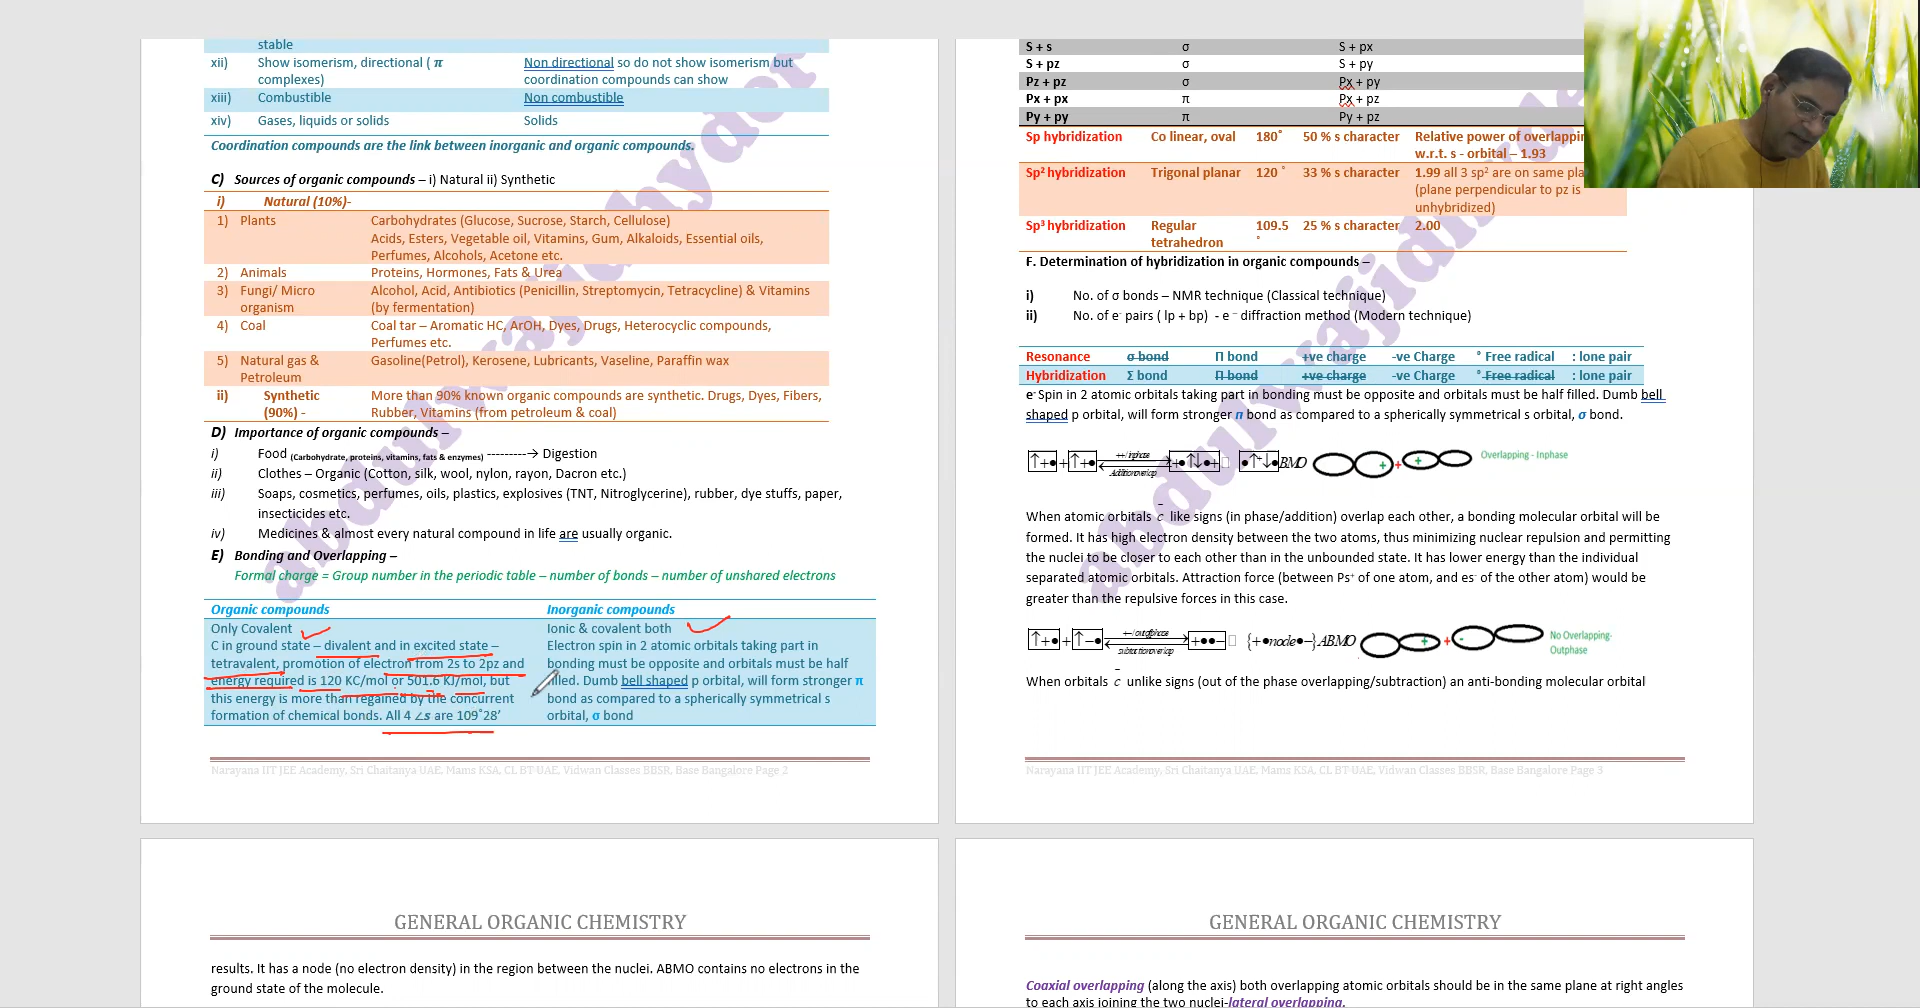 stable
xii) Show isomerism, directional ( π Non directional so do not show isomerism but
complexes) coordination compounds can show
xiii) Combustible Non combustible
xiv) Gases, liquids or solids Solids
Coordination compounds are the link between inorganic and organic compounds.
C) Sources of organic compounds – i) Natural ii) Synthetic
i) Natural (10%)-
1) Plants Carbohydrates (Glucose, Sucrose, Starch, Cellulose)
Acids, Esters, Vegetable oil, Vitamins, Gum, Alkaloids, Essential oils,
Perfumes, Alcohols, Acetone etc.
2) Animals Proteins, Hormones, Fats & Urea
3) Fungi/ Micro Alcohol, Acid, Antibiotics (Penicillin, Streptomycin, Tetracycline) & Vitamins
organism (by fermentation)
4) Coal Coal tar – Aromatic HC, ArOH, Dyes, Drugs, Heterocyclic compounds,
Perfumes etc.
5) Natural gas & Gasoline(Petrol), Kerosene, Lubricants, Vaseline, Paraffin wax
Petroleum
ii) Synthetic More than 90% known organic compounds are synthetic. Drugs, Dyes, Fibers,
(90%) - Rubber, Vitamins (from petroleum & coal)
D) Importance of organic compounds –
i) Food (Carbohydrate, proteins, vitamins, fats & enzymes) ---------→ Digestion
ii) Clothes – Organic (Cotton, silk, wool, nylon, rayon, Dacron etc.)
iii) Soaps, cosmetics, perfumes, oils, plastics, explosives (TNT, Nitroglycerine), rubber, dye stuffs, paper,
insecticides etc.
iv) Medicines & almost every natural compound in life are usually organic.
E) Bonding and Overlapping –
Formal charge = Group number in the periodic table – number of bonds – number of unshared electrons
Organic compounds Inorganic compounds
Only Covalent Ionic & covalent both
C in ground state – divalent and in excited state – Electron spin in 2 atomic orbitals taking part in
tetravalent, promotion of electron from 2s to 2pz and bonding must be opposite and orbitals must be half
energy required is 120 KC/mol or 501.6 KJ/mol, but filled. Dumb bell shaped p orbital, will form stronger π
this energy is more than regained by the concurrent bond as compared to a spherically symmetrical s
formation of chemical bonds. All 4 ∠s are 109°28’ orbital, σ bond
Narayana IIT JEE Academy, Sri Chaitanya UAE, Mams KSA, CL BT-UAE, Vidwan Classes BBSR, Base Bangalore Page 2
GENERAL ORGANIC CHEMISTRY
results. It has a node (no electron density) in the region between the nuclei. ABMO contains no electrons in the
ground state of the molecule.
S + s σ S + px
S + pz σ S + py
Pz + pz σ Px + py
Px + px π Px + pz
Py + py π Py + pz
Sp hybridization Co linear, oval 180° 50 % s character Relative power of
w.r.t. s - orbital – 1.93
Sp² hybridization Trigonal planar 120 ° 33 % s character 1.99 all 3 sp² are on same
(plane perpendicular to pz is
unhybridized)
Sp³ hybridization Regular 109.5 25 % s character 2.00
tetrahedron °
F. Determination of hybridization in organic compounds –
i) No. of σ bonds – NMR technique (Classical technique)
ii) No. of e⁻ pairs ( lp + bp) - e ⁻ diffraction method (Modern technique)
Resonance σ bond Π bond +ve charge -ve Charge ° Free radical : lone pair
Hybridization Σ bond Π bond +ve charge -ve Charge ° Free radical : lone pair
e⁻ Spin in 2 atomic orbitals taking part in bonding must be opposite and orbitals must be half filled. Dumb bell
shaped p orbital, will form stronger π bond as compared to a spherically symmetrical s orbital, σ bond.
BMO Overlapping - Inphase
When atomic orbitals c̄ like signs (in phase/addition) overlap each other, a bonding molecular orbital will be
formed. It has high electron density between the two atoms, thus minimizing nuclear repulsion and permitting
the nuclei to be closer to each other than in the unbounded state. It has lower energy than the individual
separated atomic orbitals. Attraction force (between Ps⁺ of one atom, and es⁻ of the other atom) would be
greater than the repulsive forces in this case.
{+●node●−}ABMO No Overlapping-
Outphase
When orbitals c̄ unlike signs (out of the phase overlapping/subtraction) an anti-bonding molecular orbital
Narayana IIT JEE Academy, Sri Chaitanya UAE, Mams KSA, CL BT-UAE, Vidwan Classes BBSR, Base Bangalore Page 3
GENERAL ORGANIC CHEMISTRY
Coaxial overlapping (along the axis) both overlapping atomic orbitals should be in the same plane at right angles
to each axis joining the two nuclei-lateral overlapping.